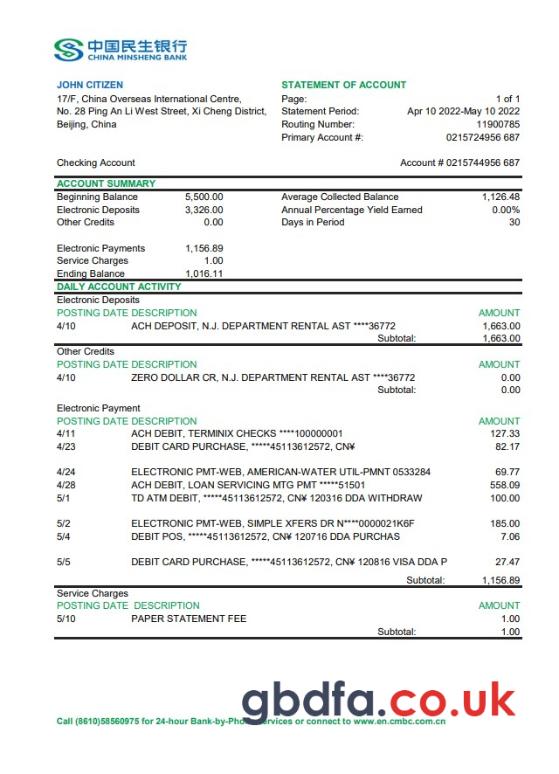 中国民生银行
CHINA MINSHENG BANK
JOHN CITIZEN
17/F, China Overseas International Centre,
No. 28 Ping An Li West Street, Xi Cheng District,
Beijing, China
STATEMENT OF ACCOUNT
Page: 1 of 1
Statement Period: Apr 10 2022-May 10 2022
Routing Number: 11900785
Primary Account #: 0215724956 687
Checking Account Account # 0215744956 687
ACCOUNT SUMMARY
Beginning Balance 5,500.00 Average Collected Balance 1,126.48
Electronic Deposits 3,326.00 Annual Percentage Yield Earned 0.00%
Other Credits 0.00 Days in Period 30
Electronic Payments 1,156.89
Service Charges 1.00
Ending Balance 1,016.11
DAILY ACCOUNT ACTIVITY
Electronic Deposits
POSTING DATE DESCRIPTION AMOUNT
4/10 ACH DEPOSIT, N.J. DEPARTMENT RENTAL AST ****36772 1,663.00
Subtotal: 1,663.00
Other Credits
POSTING DATE DESCRIPTION AMOUNT
4/10 ZERO DOLLAR CR, N.J. DEPARTMENT RENTAL AST ****36772 0.00
Subtotal: 0.00
Electronic Payment
POSTING DATE DESCRIPTION AMOUNT
4/11 ACH DEBIT, TERMINIX CHECKS ****100000001 127.33
4/23 DEBIT CARD PURCHASE, *****45113612572, CN¥ 82.17
4/24 ELECTRONIC PMT-WEB, AMERICAN-WATER UTIL-PMNT 0533284 69.77
4/28 ACH DEBIT, LOAN SERVICING MTG PMT *****51501 558.09
5/1 TD ATM DEBIT, *****45113612572, CN¥ 120316 DDA WITHDRAW 100.00
5/2 ELECTRONIC PMT-WEB, SIMPLE XFERS DR N****0000021K6F 185.00
5/4 DEBIT POS, *****45113612572, CN¥ 120716 DDA PURCHAS 7.06
5/5 DEBIT CARD PURCHASE, *****45113612572, CN¥ 120816 VISA DDA P 27.47
Subtotal: 1,156.89
Service Charges
POSTING DATE DESCRIPTION AMOUNT
5/10 PAPER STATEMENT FEE 1.00
Subtotal: 1.00
gbdfa.co.uk
Call (8610)58560975 for 24-hour Bank-by-Phone services or connect to www.en.cmbc.com.cn